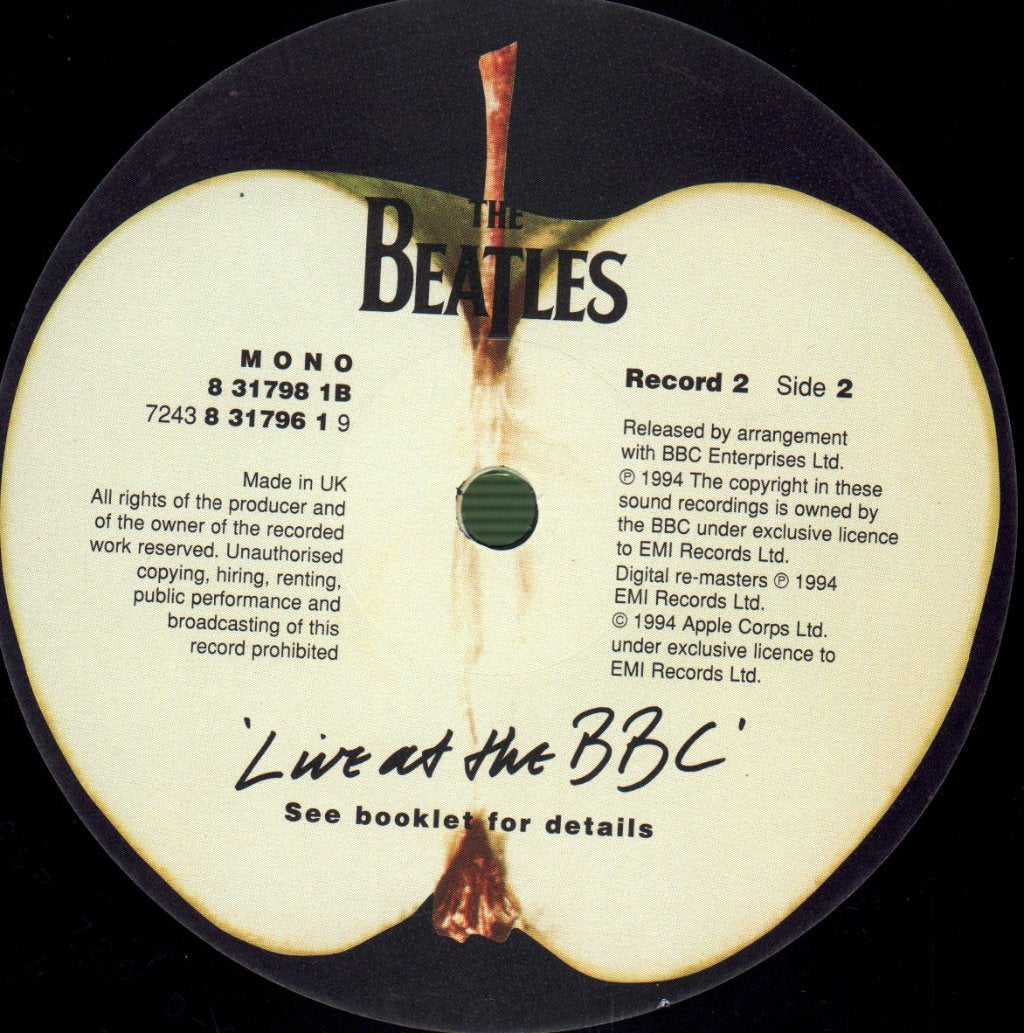 THE
BEATLES
MONO
8 31798 1B
7243 8 31796 1 9
Made in UK
All rights of the producer and
of the owner of the recorded
work reserved. Unauthorised
copying, hiring, renting,
public performance and
broadcasting of this
record prohibited
Record 2 Side 2
Released by arrangement
with BBC Enterprises Ltd.
℗ 1994 The copyright in these
sound recordings is owned by
the BBC under exclusive licence
to EMI Records Ltd.
Digital re-masters ℗ 1994
EMI Records Ltd.
© 1994 Apple Corps Ltd.
under exclusive licence to
EMI Records Ltd.
'Live at the BBC'
See booklet for details